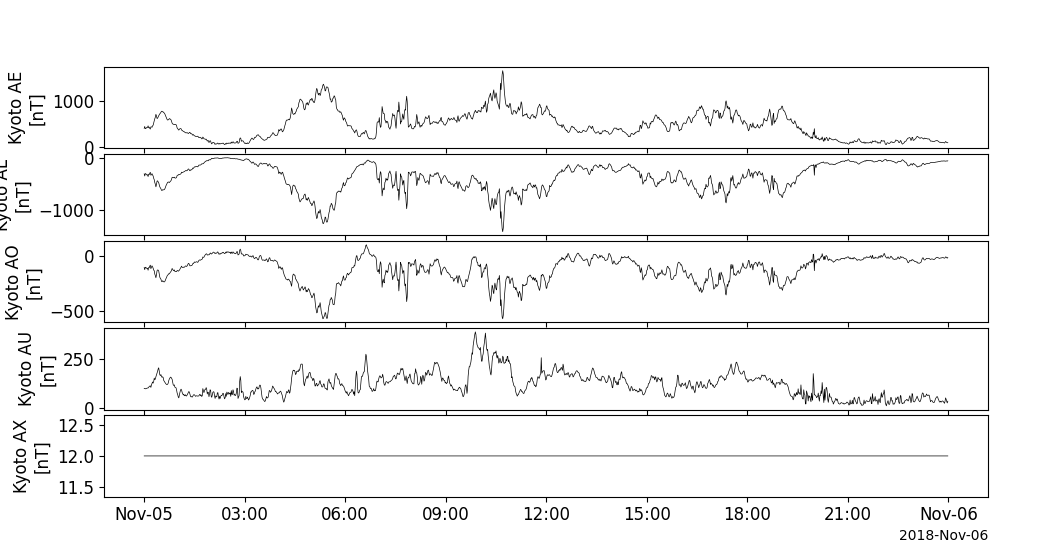 Kyoto AE
[nT]
1000
0
Kyoto AL
[nT]
0
−1000
Kyoto AO
[nT]
0
−500
Kyoto AU
[nT]
250
0
Kyoto AX
[nT]
12.5
12.0
11.5
Nov-05 03:00 06:00 09:00 12:00 15:00 18:00 21:00 Nov-06
2018-Nov-06